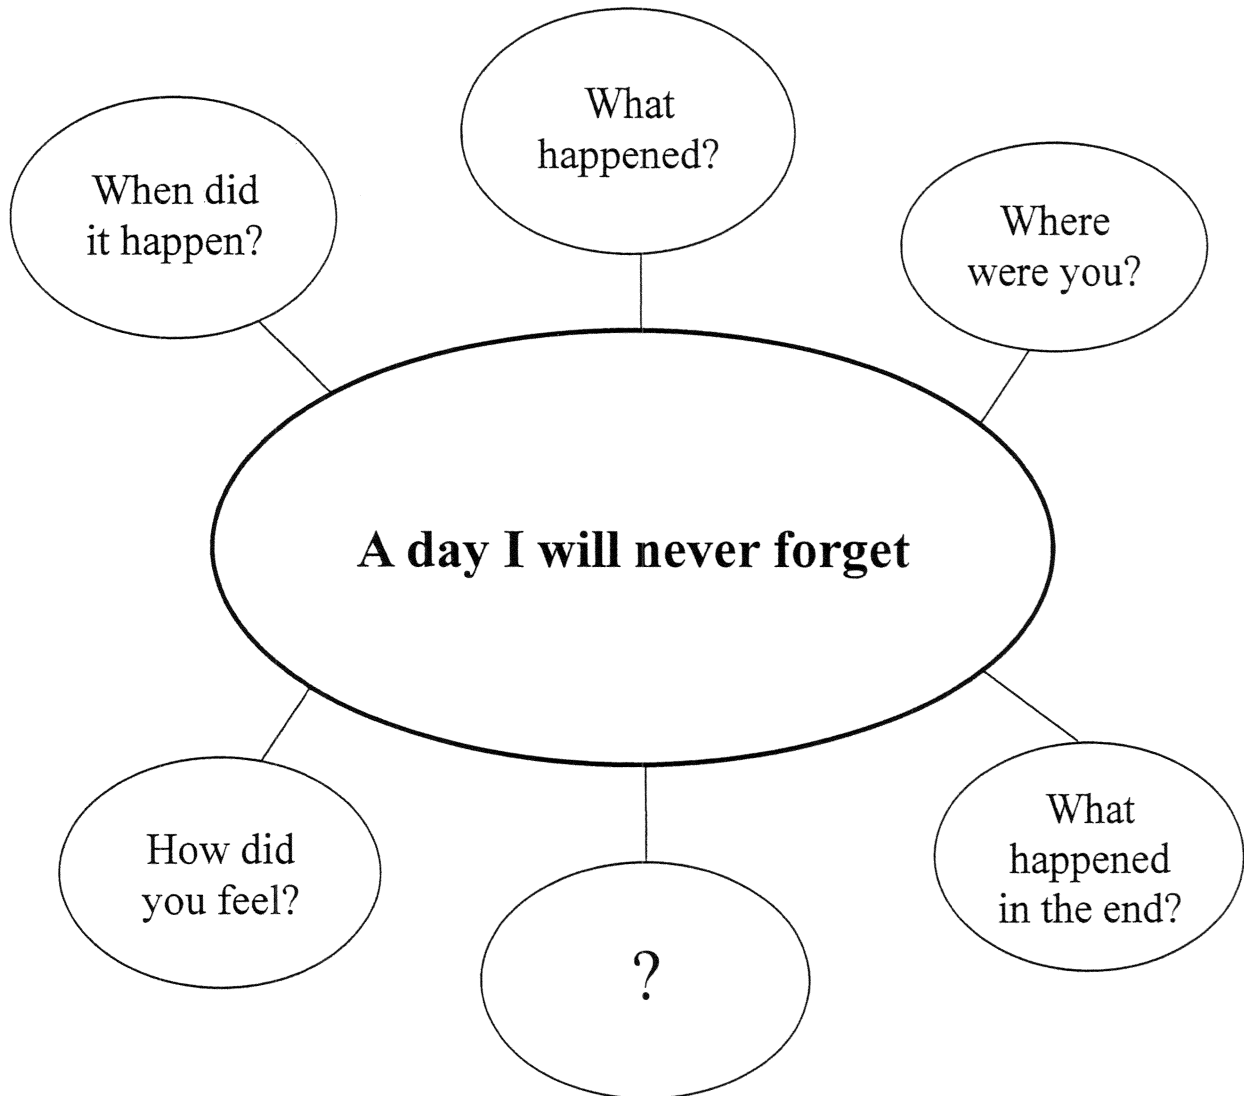 What
happened?
When did
it happen?
Where
were you?
A day I will never forget
How did
you feel?
?
What
happened
in the end?